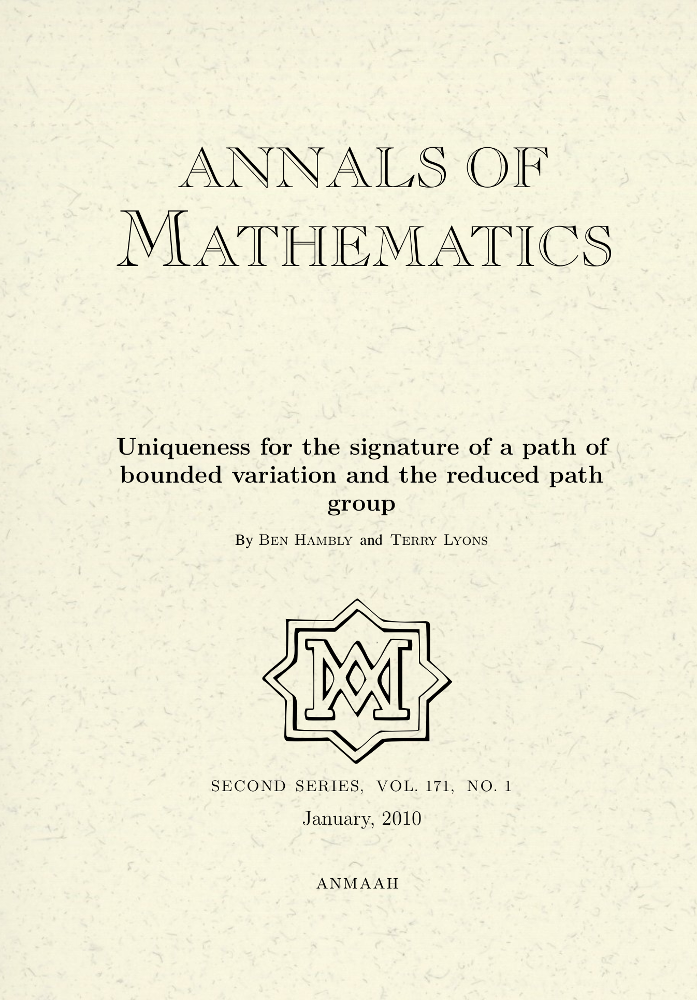 ANNALS OF
MATHEMATICS
Uniqueness for the signature of a path of
bounded variation and the reduced path
group
By BEN HAMBLY and TERRY LYONS
AM
SECOND SERIES, VOL. 171, NO. 1
January, 2010
ANMAAH